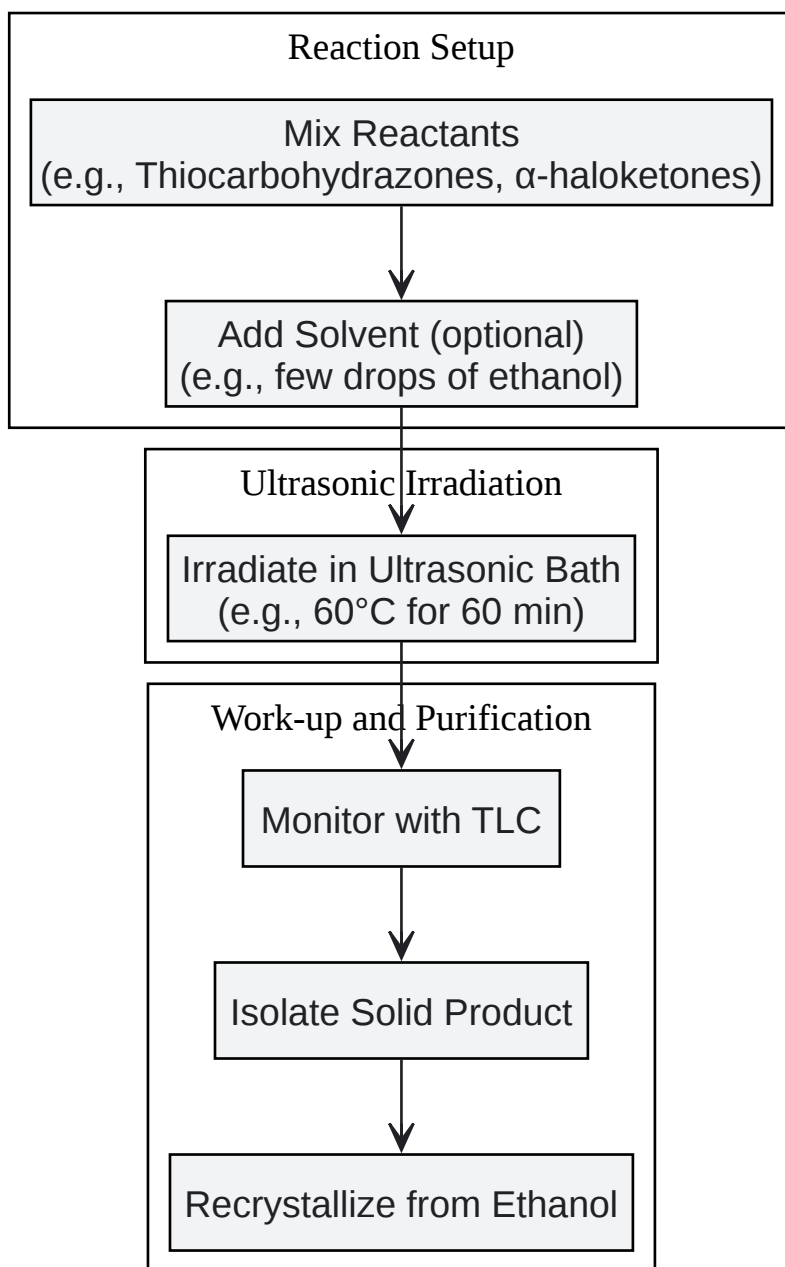 Reaction Setup
Mix Reactants
(e.g., Thiocarbohydrazones, α-haloketones)
Add Solvent (optional)
(e.g., few drops of ethanol)
Ultrasonic Irradiation
Irradiate in Ultrasonic Bath
(e.g., 60°C for 60 min)
Work-up and Purification
Monitor with TLC
Isolate Solid Product
Recrystallize from Ethanol